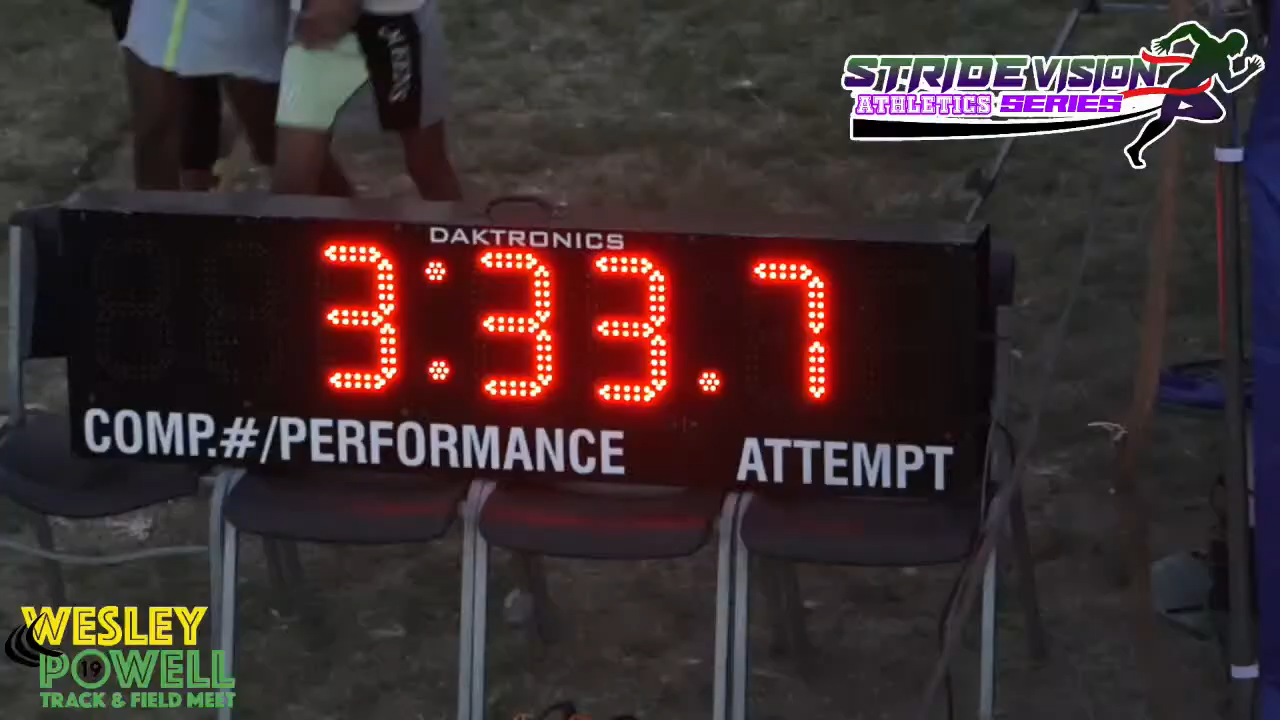 STRIDEVISION
ATHLETICS SERIES
DAKTRONICS
3:33.7
COMP.#/PERFORMANCE ATTEMPT
WESLEY
POWELL
19
TRACK & FIELD MEET